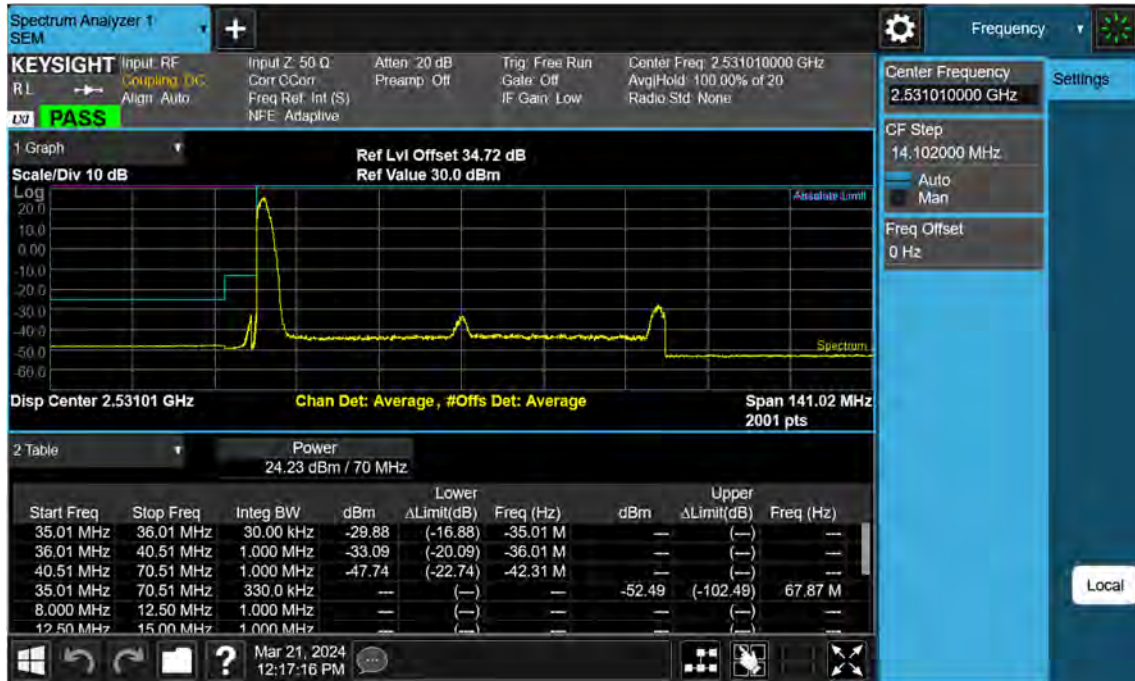 Spectrum Analyzer 1
SEM
Frequency
KEYSIGHT Input: RF Input Z: 50 Ω Atten: 20 dB Trig: Free Run Center Freq: 2.531010000 GHz
RL Coupling: DC Corr CCorr Preamp: Off Gate: Off Avg|Hold: 100.00% of 20
Align: Auto Freq Ref: Int (S) IF Gain: Low Radio Std: None
LXI PASS NFE: Adaptive
Center Frequency
2.531010000 GHz
Settings
CF Step
14.102000 MHz
Auto
Man
Freq Offset
0 Hz
1 Graph
Ref Lvl Offset 34.72 dB
Scale/Div 10 dB Ref Value 30.0 dBm
Log
Absolute Limit
20.0
10.0
0.00
-10.0
-20.0
-30.0
-40.0
-50.0
-60.0
Spectrum
Disp Center 2.53101 GHz Chan Det: Average, #Offs Det: Average Span 141.02 MHz
2001 pts
2 Table Power
24.23 dBm / 70 MHz
Lower Upper
Start Freq Stop Freq Integ BW dBm ΔLimit(dB) Freq (Hz) dBm ΔLimit(dB) Freq (Hz)
35.01 MHz 36.01 MHz 30.00 kHz -29.88 (-16.88) -35.01 M — (—) —
36.01 MHz 40.51 MHz 1.000 MHz -33.09 (-20.09) -36.01 M — (—) —
40.51 MHz 70.51 MHz 1.000 MHz -47.74 (-22.74) -42.31 M — (—) —
35.01 MHz 70.51 MHz 330.0 kHz — (—) — -52.49 (-102.49) 67.87 M
8.000 MHz 12.50 MHz 1.000 MHz — (—) — — (—) —
12.50 MHz 15.00 MHz 1.000 MHz — (—) — — (—) —
Local
? Mar 21, 2024
12:17:16 PM